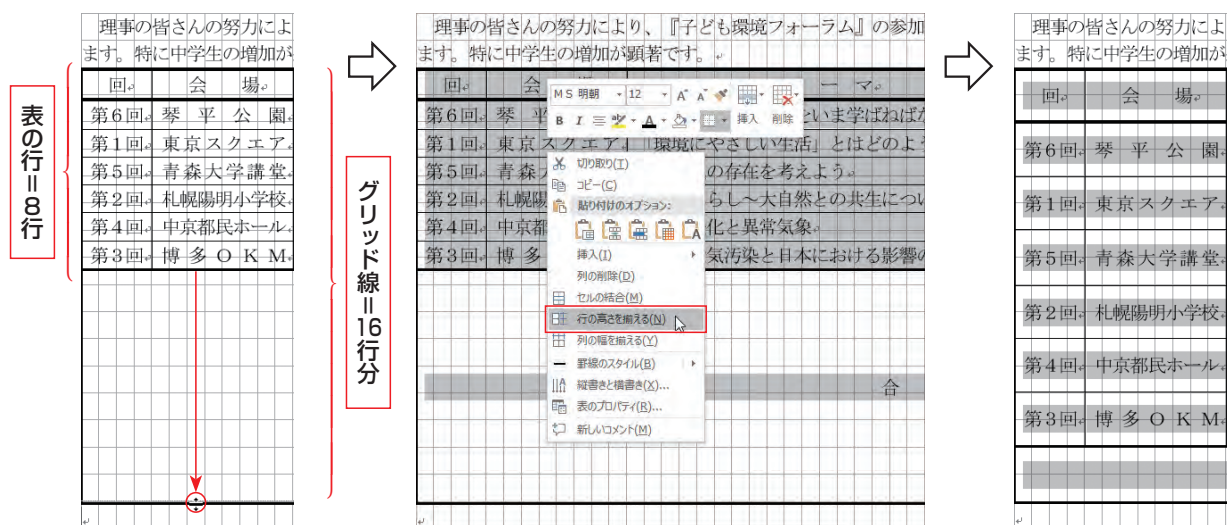 表の行＝8行
理事の皆さんの努力によ
ます。特に中学生の増加が
回 会 場
第6回 琴 平 公 園
第1回 東京スクエア
第5回 青森大学講堂
第2回 札幌陽明小学校
第4回 中京都民ホール
第3回 博 多 O K M
グリッド線＝16行分
理事の皆さんの努力により、『子ども環境フォーラム』の参加
ます。特に中学生の増加が顕著です。
回 会 場 ー マ
第6回 琴 平 といま学ばねばな
第1回 東京スクエア 「環境にやさしい生活」とはどのよう
第5回 青森 の存在を考えよう。
第2回 札幌陽 らし～大自然との共生につい
第4回 中京都 化と異常気象。
第3回 博 多 気汚染と日本における影響の
合
MS 明朝 12 A A 挿入 削除
B I A
切り取り(T)
コピー(C)
貼り付けのオプション:
挿入(I)
列の削除(D)
セルの結合(M)
行の高さを揃える(N)
列の幅を揃える(Y)
罫線のスタイル(B)
縦書きと横書き(X)...
表のプロパティ(R)...
新しいコメント(M)
理事の皆さんの努力によ
ます。特に中学生の増加が
回 会 場
第6回 琴 平 公 園
第1回 東京スクエア
第5回 青森大学講堂
第2回 札幌陽明小学校
第4回 中京都民ホール
第3回 博 多 O K M